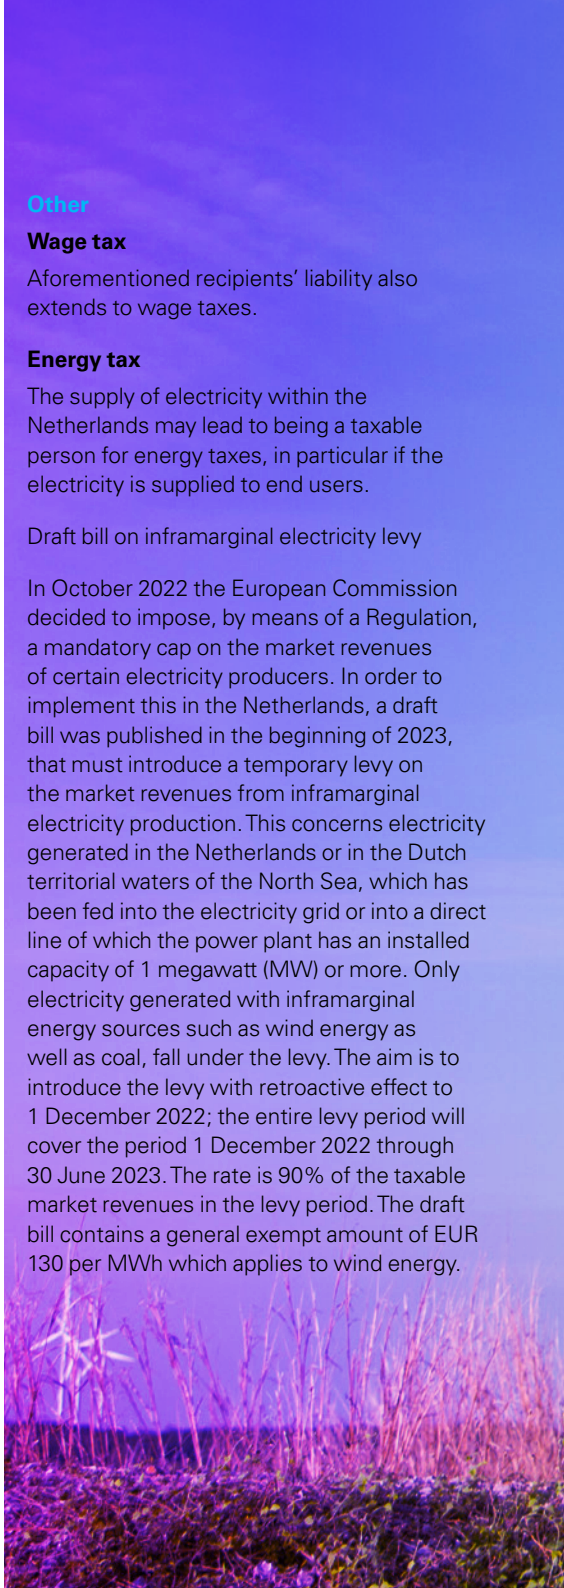 Other
Wage tax
Aforementioned recipients’ liability also
extends to wage taxes.
Energy tax
The supply of electricity within the
Netherlands may lead to being a taxable
person for energy taxes, in particular if the
electricity is supplied to end users.
Draft bill on inframarginal electricity levy
In October 2022 the European Commission
decided to impose, by means of a Regulation,
a mandatory cap on the market revenues
of certain electricity producers. In order to
implement this in the Netherlands, a draft
bill was published in the beginning of 2023,
that must introduce a temporary levy on
the market revenues from inframarginal
electricity production. This concerns electricity
generated in the Netherlands or in the Dutch
territorial waters of the North Sea, which has
been fed into the electricity grid or into a direct
line of which the power plant has an installed
capacity of 1 megawatt (MW) or more. Only
electricity generated with inframarginal
energy sources such as wind energy as
well as coal, fall under the levy. The aim is to
introduce the levy with retroactive effect to
1 December 2022; the entire levy period will
cover the period 1 December 2022 through
30 June 2023. The rate is 90% of the taxable
market revenues in the levy period. The draft
bill contains a general exempt amount of EUR
130 per MWh which applies to wind energy.